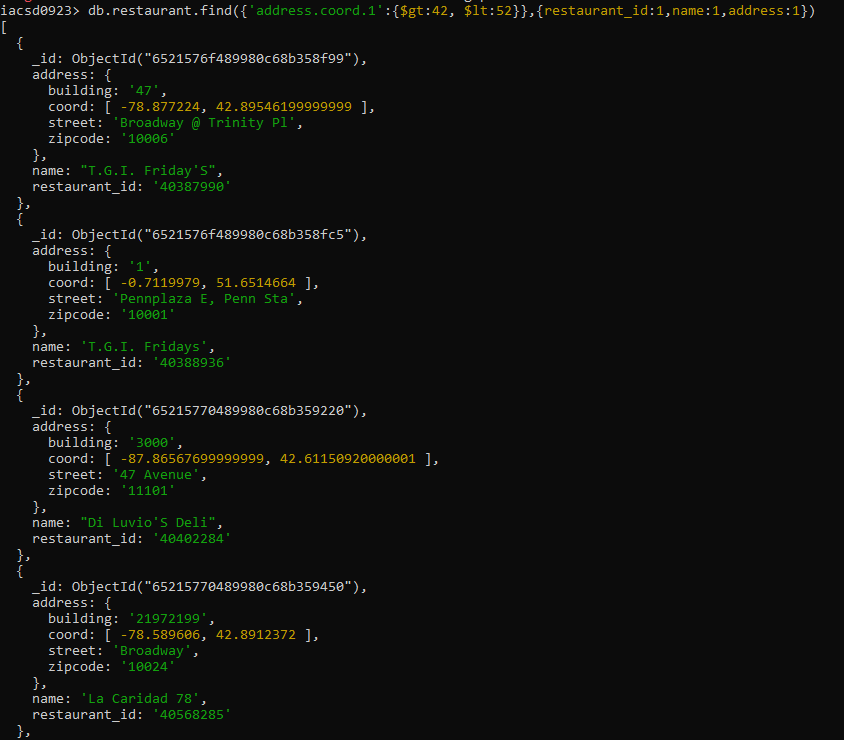 iacsd0923> db.restaurant.find({'address.coord.1':{$gt:42, $lt:52}},{restaurant_id:1,name:1,address:1})
[
  {
    _id: ObjectId("6521576f489980c68b358f99"),
    address: {
      building: '47',
      coord: [ -78.877224, 42.89546199999999 ],
      street: 'Broadway @ Trinity Pl',
      zipcode: '10006'
    },
    name: "T.G.I. Friday'S",
    restaurant_id: '40387990'
  },
  {
    _id: ObjectId("6521576f489980c68b358fc5"),
    address: {
      building: '1',
      coord: [ -0.7119979, 51.6514664 ],
      street: 'Pennplaza E, Penn Sta',
      zipcode: '10001'
    },
    name: 'T.G.I. Fridays',
    restaurant_id: '40388936'
  },
  {
    _id: ObjectId("65215770489980c68b359220"),
    address: {
      building: '3000',
      coord: [ -87.86567699999999, 42.61150920000001 ],
      street: '47 Avenue',
      zipcode: '11101'
    },
    name: "Di Luvio'S Deli",
    restaurant_id: '40402284'
  },
  {
    _id: ObjectId("65215770489980c68b359450"),
    address: {
      building: '21972199',
      coord: [ -78.589606, 42.8912372 ],
      street: 'Broadway',
      zipcode: '10024'
    },
    name: 'La Caridad 78',
    restaurant_id: '40568285'
  },